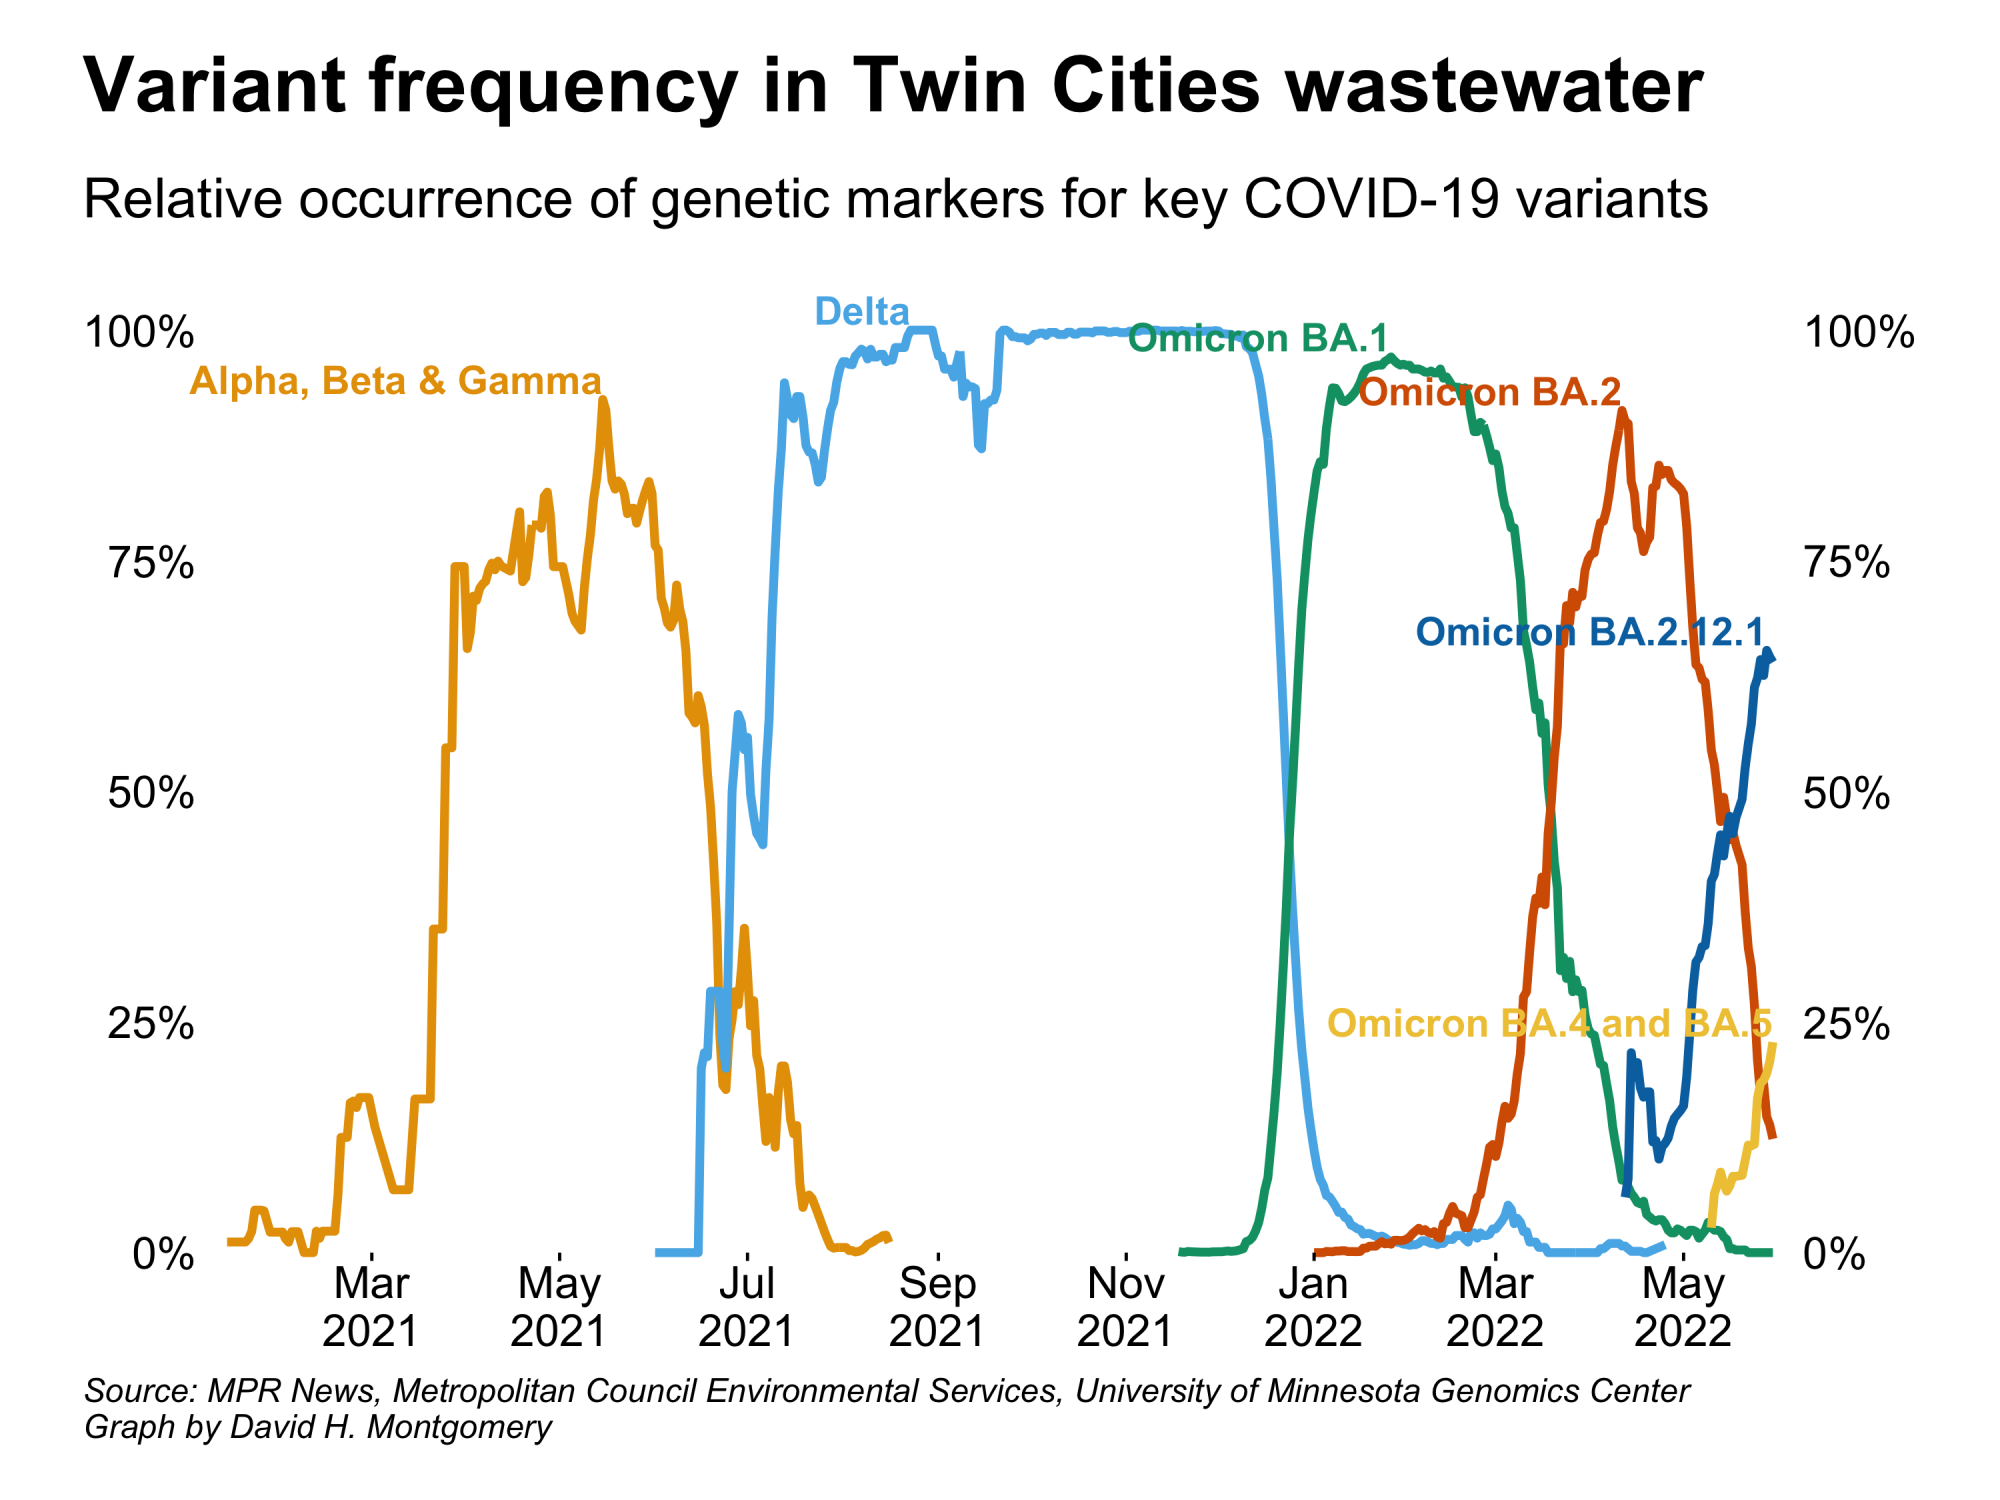 Variant frequency in Twin Cities wastewater
Relative occurrence of genetic markers for key COVID-19 variants
Delta
100%
Omicron BA.1
100%
Alpha, Beta & Gamma
Omicron BA.2
75%
75%
Omicron BA.2.12.1
50%
50%
25%
Omicron BA.4 and BA.5
25%
0%
0%
Mar May Jul Sep Nov Jan Mar May
2021 2021 2021 2021 2021 2022 2022 2022
Source: MPR News, Metropolitan Council Environmental Services, University of Minnesota Genomics Center
Graph by David H. Montgomery